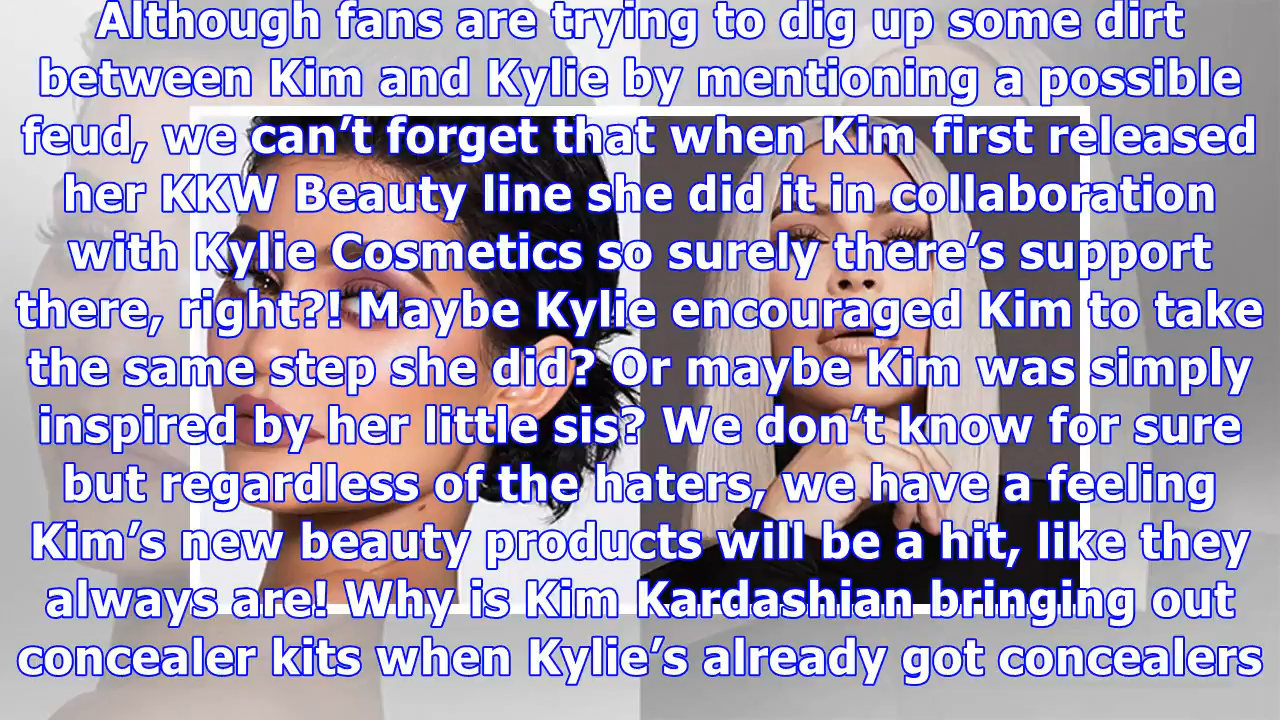 Although fans are trying to dig up some dirt
between Kim and Kylie by mentioning a possible
feud, we can’t forget that when Kim first released
her KKW Beauty line she did it in collaboration
with Kylie Cosmetics so surely there’s support
there, right?! Maybe Kylie encouraged Kim to take
the same step she did? Or maybe Kim was simply
inspired by her little sis? We don’t know for sure
but regardless of the haters, we have a feeling
Kim’s new beauty products will be a hit, like they
always are! Why is Kim Kardashian bringing out
concealer kits when Kylie’s already got concealers